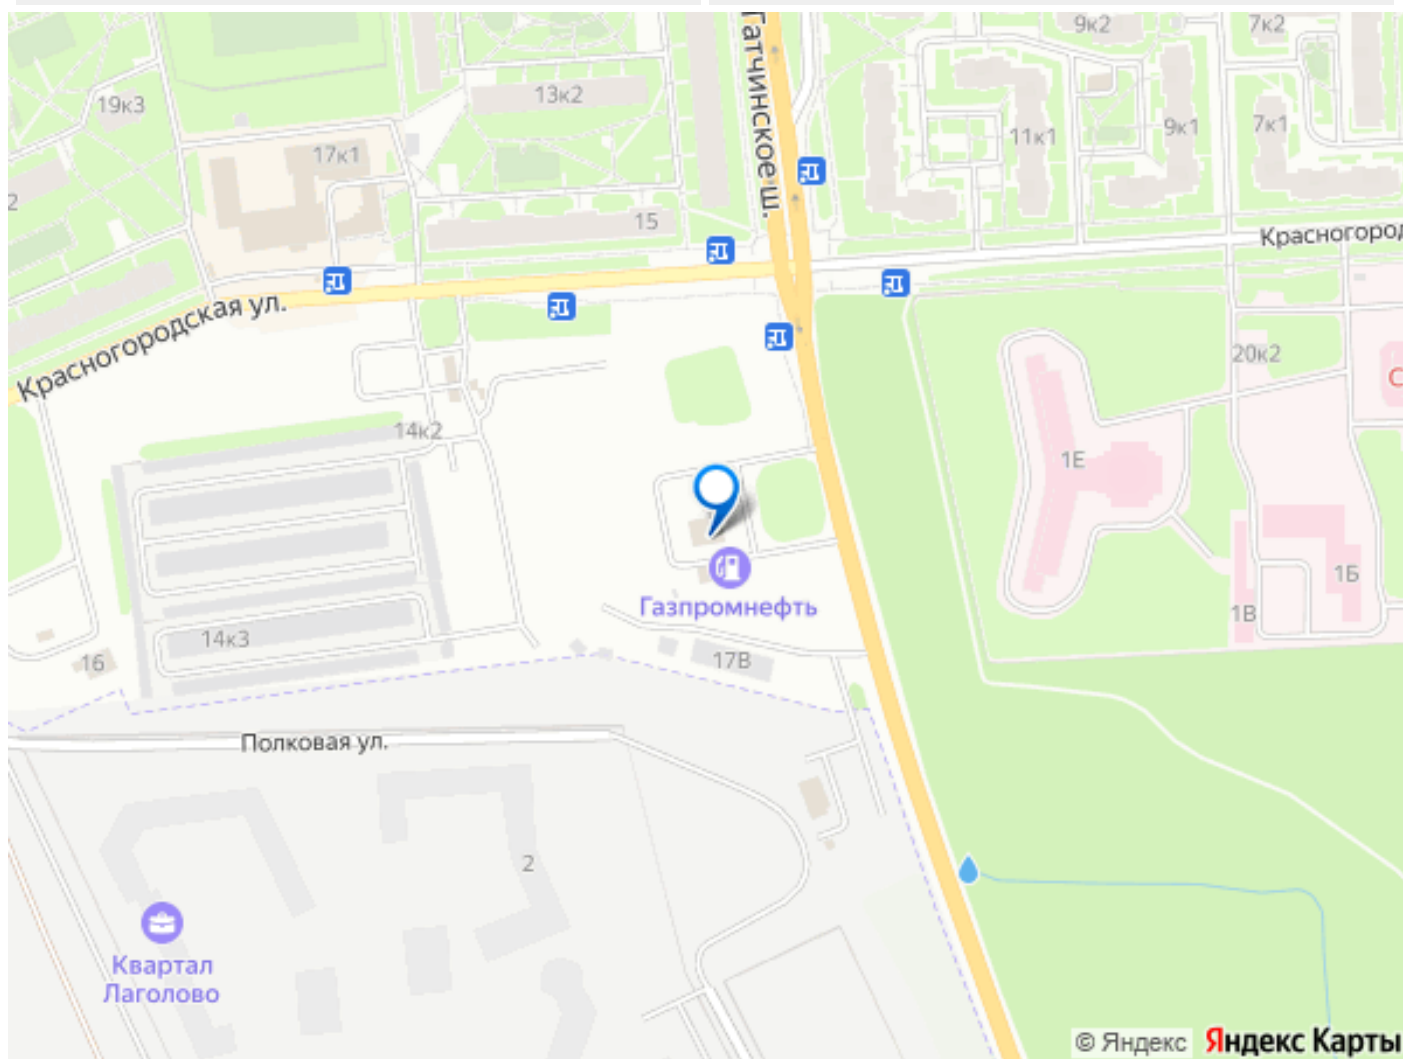 Гатчинское ш.
9к2
7к2
19к3
13к2
17к1
11к1
9к1
7к1
2
15
Красногород
Красногородская ул.
20к2
С
14к2
1Е
1Б
Газпромнефть
1В
14к3
16
17В
Полковая ул.
2
Квартал
Лаголово
© Яндекс Яндекс Карты